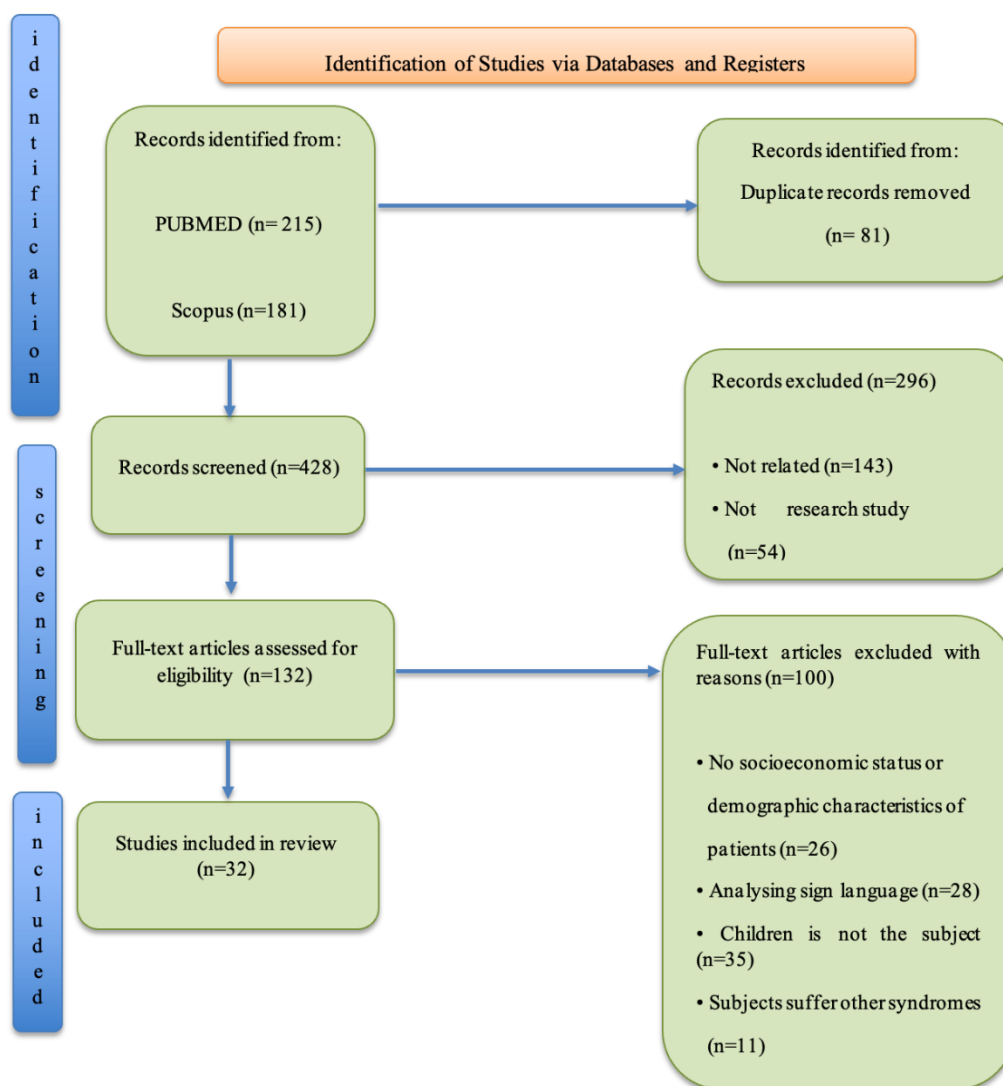 identification
Identification of Studies via Databases and Registers
Records identified from:
PUBMED (n= 215)
Scopus (n=181)
Records identified from:
Duplicate records removed
(n= 81)
screening
Records screened (n=428)
Records excluded (n=296)
• Not related (n=143)
• Not research study
(n=54)
Full-text articles assessed for
eligibility (n=132)
Full-text articles excluded with
reasons (n=100)
• No socioeconomic status or
demographic characteristics of
patients (n=26)
• Analysing sign language (n=28)
• Children is not the subject
(n=35)
• Subjects suffer other syndromes
(n=11)
included
Studies included in review
(n=32)